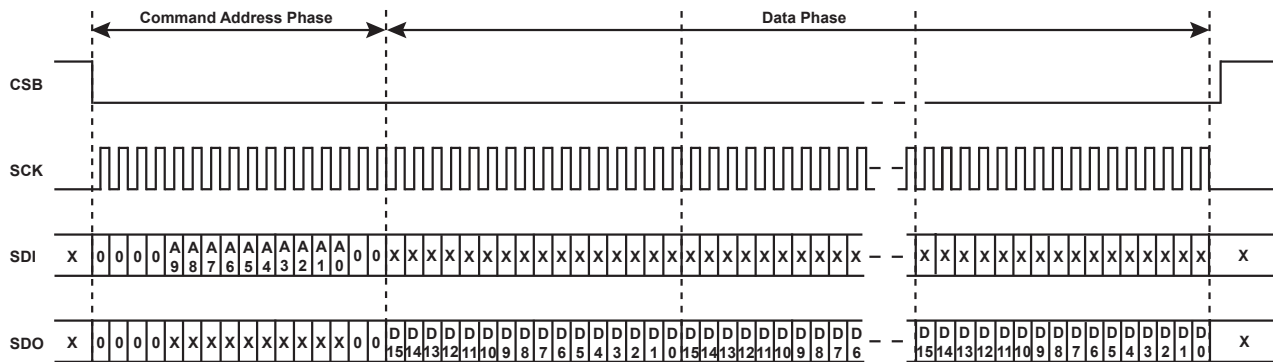 Command Address Phase Data Phase
CSB
SCK
SDI X 0 0 0 0 A9 A8 A7 A6 A5 A4 A3 A2 A1 A0 0 0 X X X X X X X X X X X X X X X X X X X X X X X X X X X X X X X X X X X X X X X X X X X
SDO X 0 0 0 0 X X X X X X X X X X 0 0 D15 D14 D13 D12 D11 D10 D9 D8 D7 D6 D5 D4 D3 D2 D1 D0 D15 D14 D13 D12 D11 D10 D9 D8 D7 D6 D15 D14 D13 D12 D11 D10 D9 D8 D7 D6 D5 D4 D3 D2 D1 D0 X